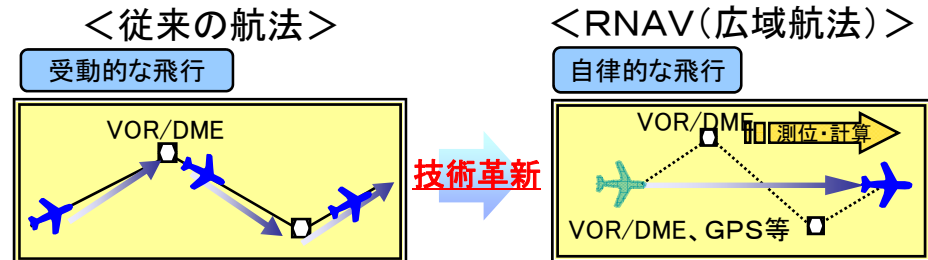 ＜従来の航法＞
受動的な飛行
VOR/DME
技術革新
＜RNAV(広域航法)＞
自律的な飛行
VOR/DME
測位・計算
VOR/DME、GPS等